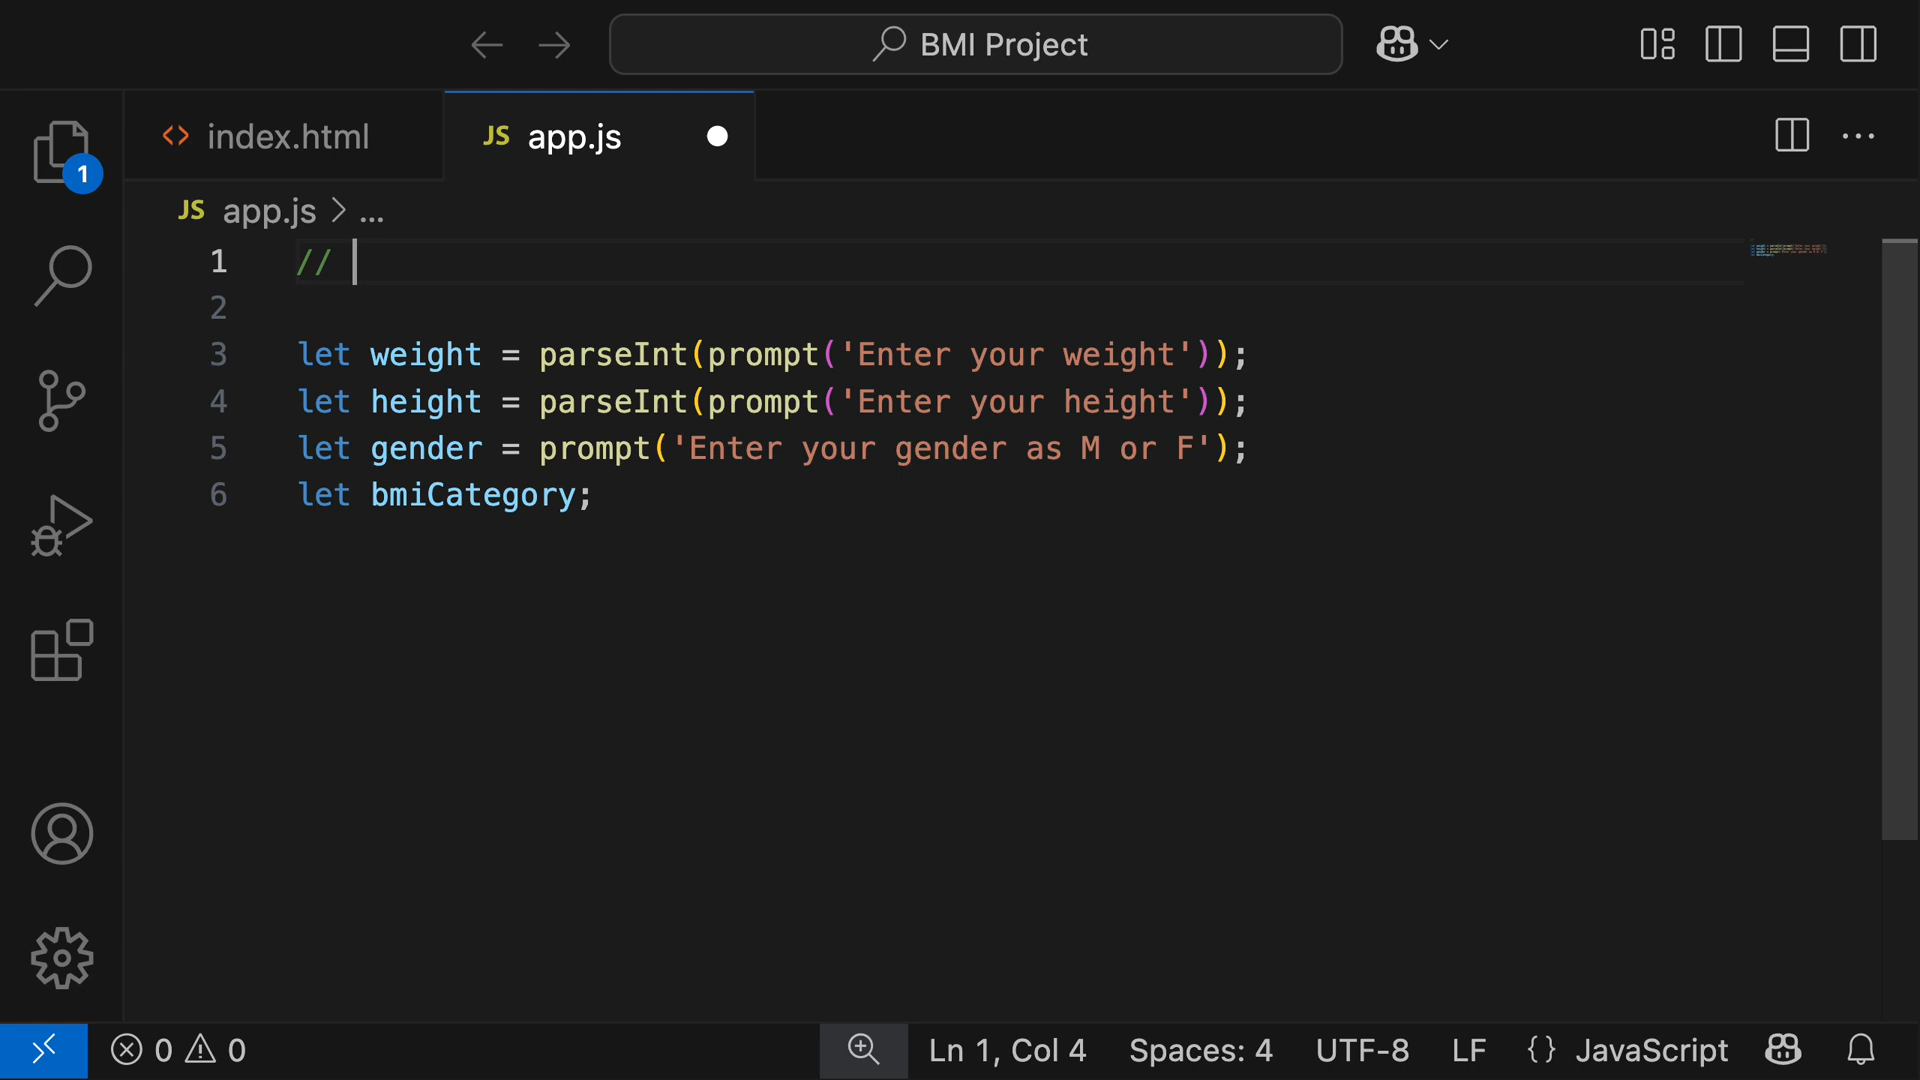 BMI Project
index.html
JS app.js
1
JS app.js > ...
1 //
2
3 let weight = parseInt(prompt('Enter your weight'));
4 let height = parseInt(prompt('Enter your height'));
5 let gender = prompt('Enter your gender as M or F');
6 let bmiCategory;
0 0 Ln 1, Col 4 Spaces: 4 UTF-8 LF {} JavaScript